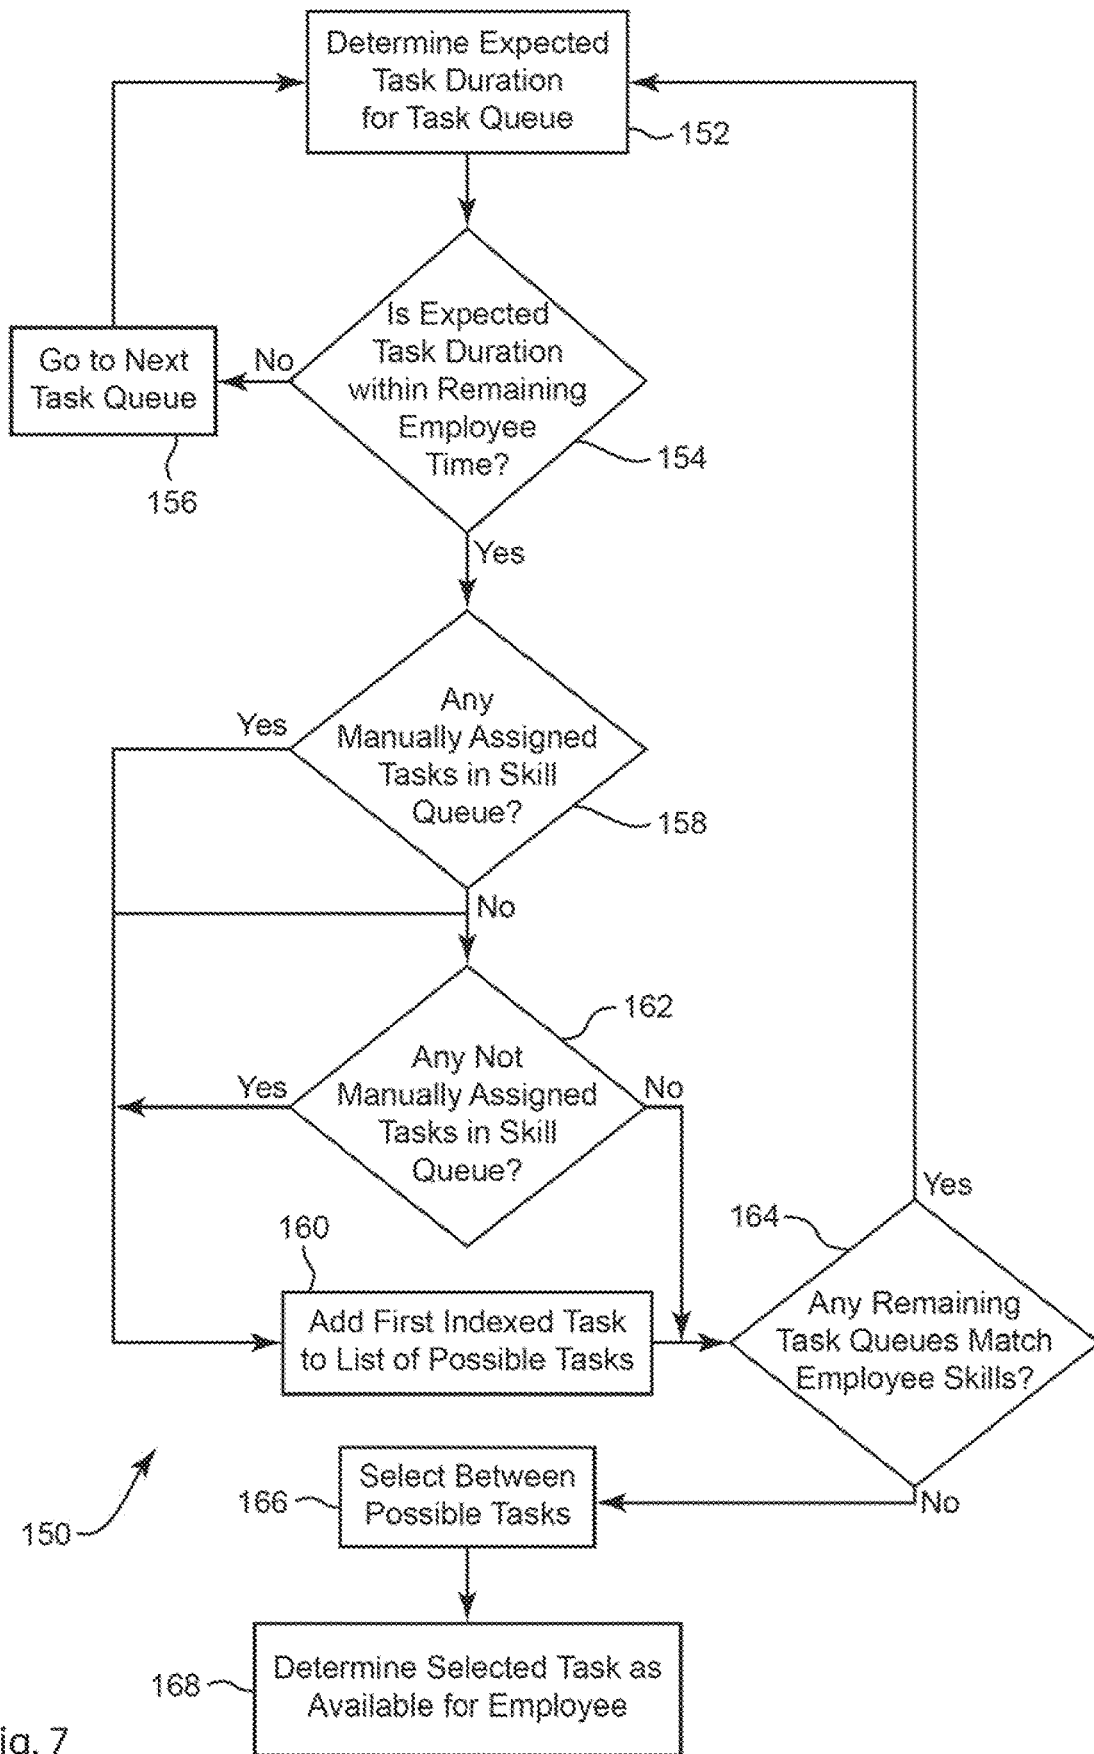 Determine Expected
Task Duration
for Task Queue
152
Is Expected
Task Duration
within Remaining
Employee
Time?
154
No
Go to Next
Task Queue
156
Yes
Any
Manually Assigned
Tasks in Skill
Queue?
158
Yes
No
162
Any Not
Manually Assigned
Tasks in Skill
Queue?
Yes
No
160
Add First Indexed Task
to List of Possible Tasks
164
Yes
Any Remaining
Task Queues Match
Employee Skills?
No
Select Between
Possible Tasks
166
150
Determine Selected Task as
Available for Employee
168
ig. 7